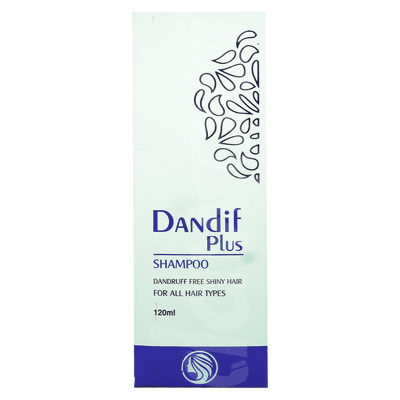 Dandif
Plus
SHAMPOO
DANDRUFF FREE SHINY HAIR
FOR ALL HAIR TYPES
120ml